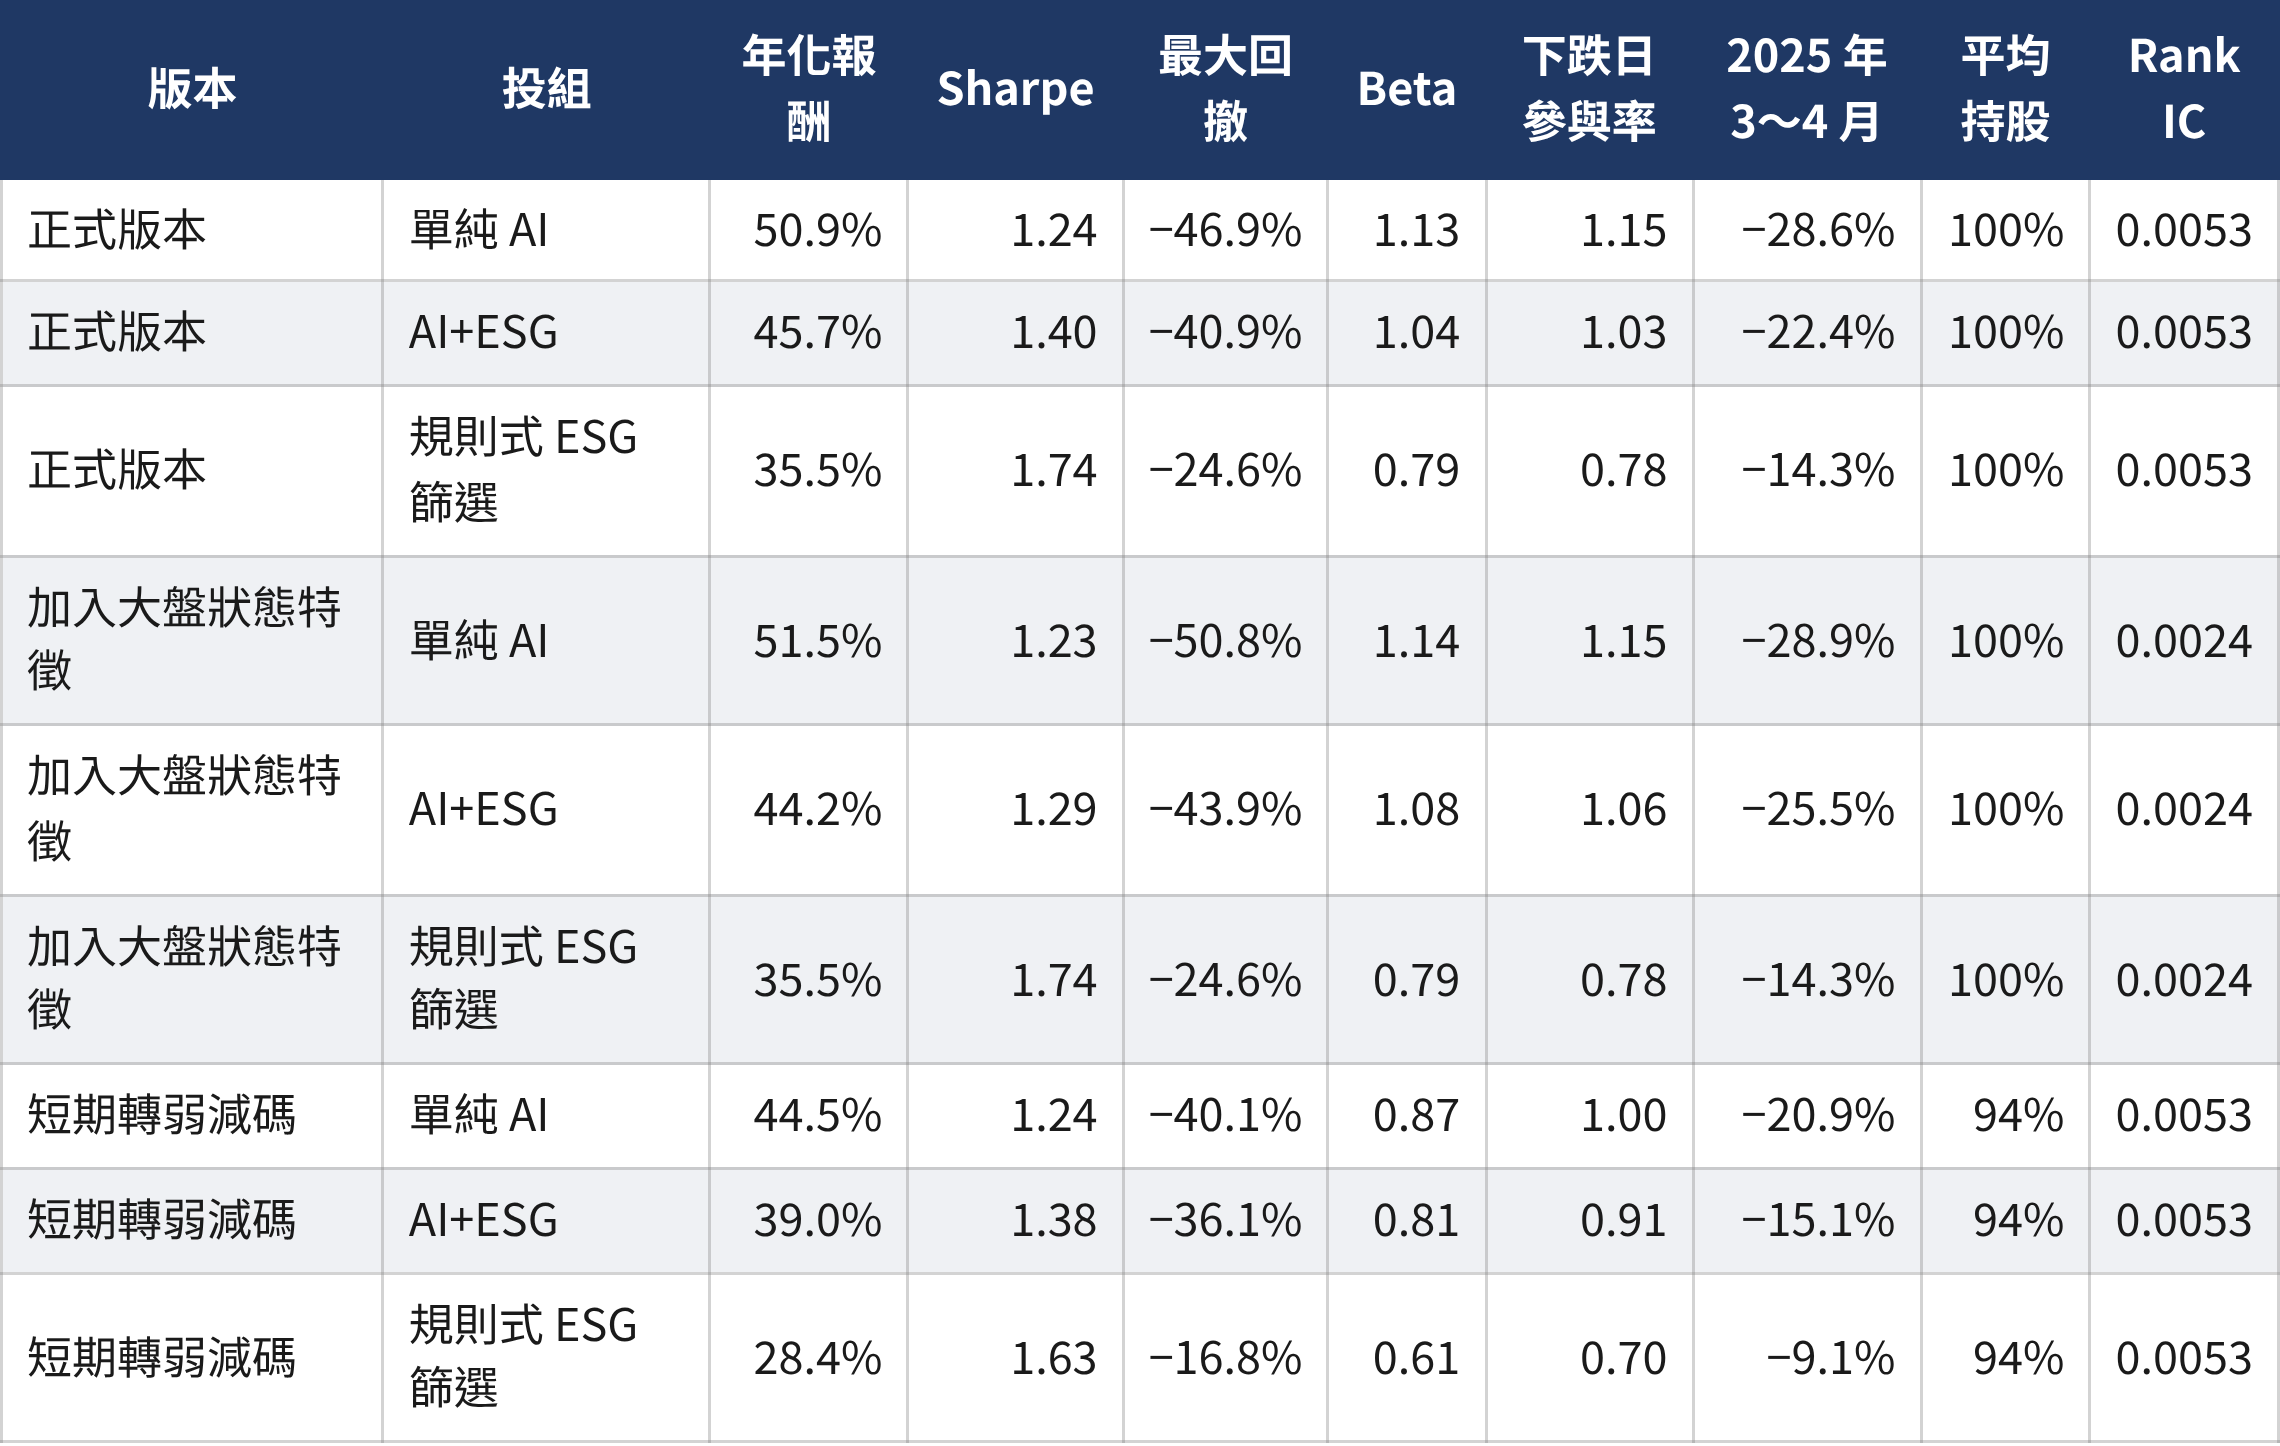 版本 投組 年化報酬 Sharpe 最大回撤 Beta 下跌日參與率 2025 年 3～4 月 平均持股 Rank IC
正式版本 單純 AI 50.9% 1.24 −46.9% 1.13 1.15 −28.6% 100% 0.0053
正式版本 AI+ESG 45.7% 1.40 −40.9% 1.04 1.03 −22.4% 100% 0.0053
正式版本 規則式 ESG 篩選 35.5% 1.74 −24.6% 0.79 0.78 −14.3% 100% 0.0053
加入大盤狀態特徵 單純 AI 51.5% 1.23 −50.8% 1.14 1.15 −28.9% 100% 0.0024
加入大盤狀態特徵 AI+ESG 44.2% 1.29 −43.9% 1.08 1.06 −25.5% 100% 0.0024
加入大盤狀態特徵 規則式 ESG 篩選 35.5% 1.74 −24.6% 0.79 0.78 −14.3% 100% 0.0024
短期轉弱減碼 單純 AI 44.5% 1.24 −40.1% 0.87 1.00 −20.9% 94% 0.0053
短期轉弱減碼 AI+ESG 39.0% 1.38 −36.1% 0.81 0.91 −15.1% 94% 0.0053
短期轉弱減碼 規則式 ESG 篩選 28.4% 1.63 −16.8% 0.61 0.70 −9.1% 94% 0.0053